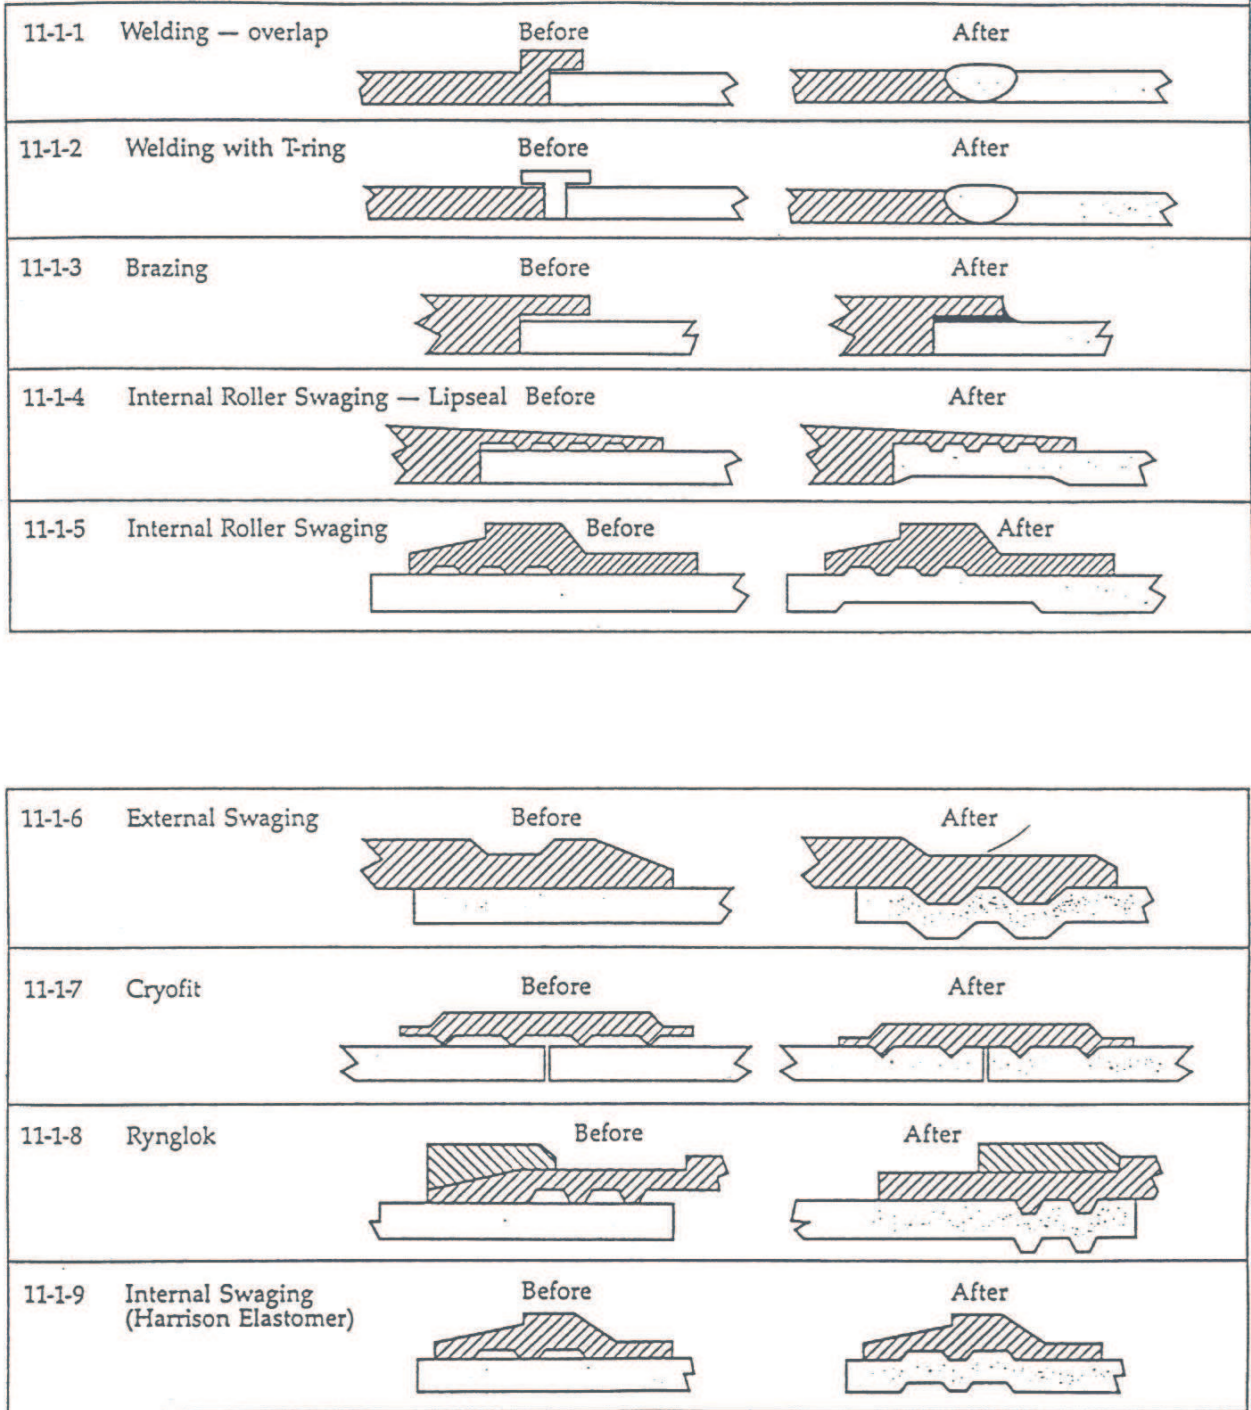 11-1-1 Welding — overlap Before After
11-1-2 Welding with T-ring Before After
11-1-3 Brazing Before After
11-1-4 Internal Roller Swaging — Lipseal Before After
11-1-5 Internal Roller Swaging Before After
11-1-6 External Swaging Before After
11-1-7 Cryofit Before After
11-1-8 Rynglok Before After
11-1-9 Internal Swaging Before After
(Harrison Elastomer)